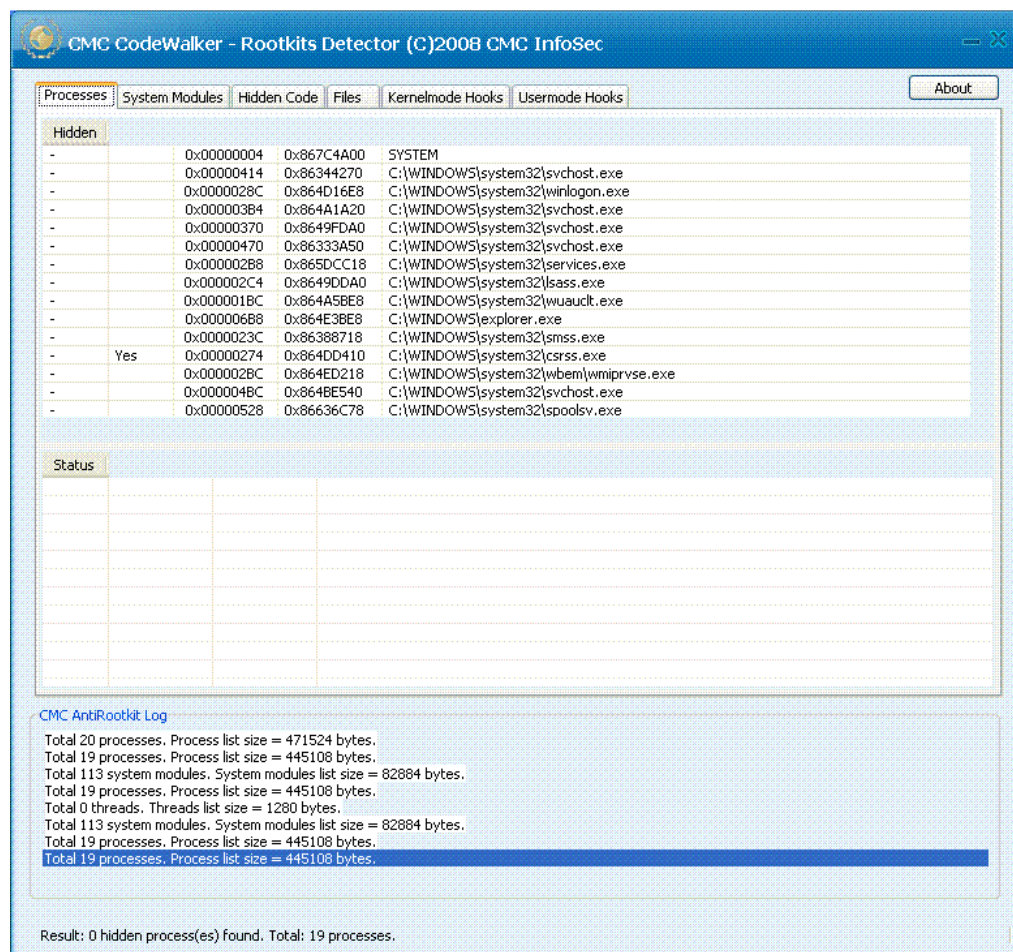 CMC CodeWalker - Rootkits Detector (C)2008 CMC InfoSec
Processes System Modules Hidden Code Files Kernelmode Hooks Usermode Hooks About
Hidden
- 0x00000004 0x867C4A00 SYSTEM
- 0x00000414 0x86344270 C:\WINDOWS\system32\svchost.exe
- 0x0000028C 0x864D16E8 C:\WINDOWS\system32\winlogon.exe
- 0x000003B4 0x864A1A20 C:\WINDOWS\system32\svchost.exe
- 0x00000370 0x8649FDA0 C:\WINDOWS\system32\svchost.exe
- 0x00000470 0x86333A50 C:\WINDOWS\system32\svchost.exe
- 0x000002B8 0x865DCC18 C:\WINDOWS\system32\services.exe
- 0x000002C4 0x8649DDA0 C:\WINDOWS\system32\lsass.exe
- 0x000001BC 0x864A5BE8 C:\WINDOWS\system32\wuauclt.exe
- 0x000006B8 0x864E3BE8 C:\WINDOWS\explorer.exe
- 0x0000023C 0x86388718 C:\WINDOWS\system32\smss.exe
- Yes 0x00000274 0x864DD410 C:\WINDOWS\system32\csrss.exe
- 0x000002BC 0x864ED218 C:\WINDOWS\system32\wbem\wmiprvse.exe
- 0x000004BC 0x864BE540 C:\WINDOWS\system32\svchost.exe
- 0x00000528 0x86636C78 C:\WINDOWS\system32\spoolsv.exe
Status
CMC AntiRootkit Log
Total 20 processes. Process list size = 471524 bytes.
Total 19 processes. Process list size = 445108 bytes.
Total 113 system modules. System modules list size = 82884 bytes.
Total 19 processes. Process list size = 445108 bytes.
Total 0 threads. Threads list size = 1280 bytes.
Total 113 system modules. System modules list size = 82884 bytes.
Total 19 processes. Process list size = 445108 bytes.
Total 19 processes. Process list size = 445108 bytes.
Result: 0 hidden process(es) found. Total: 19 processes.